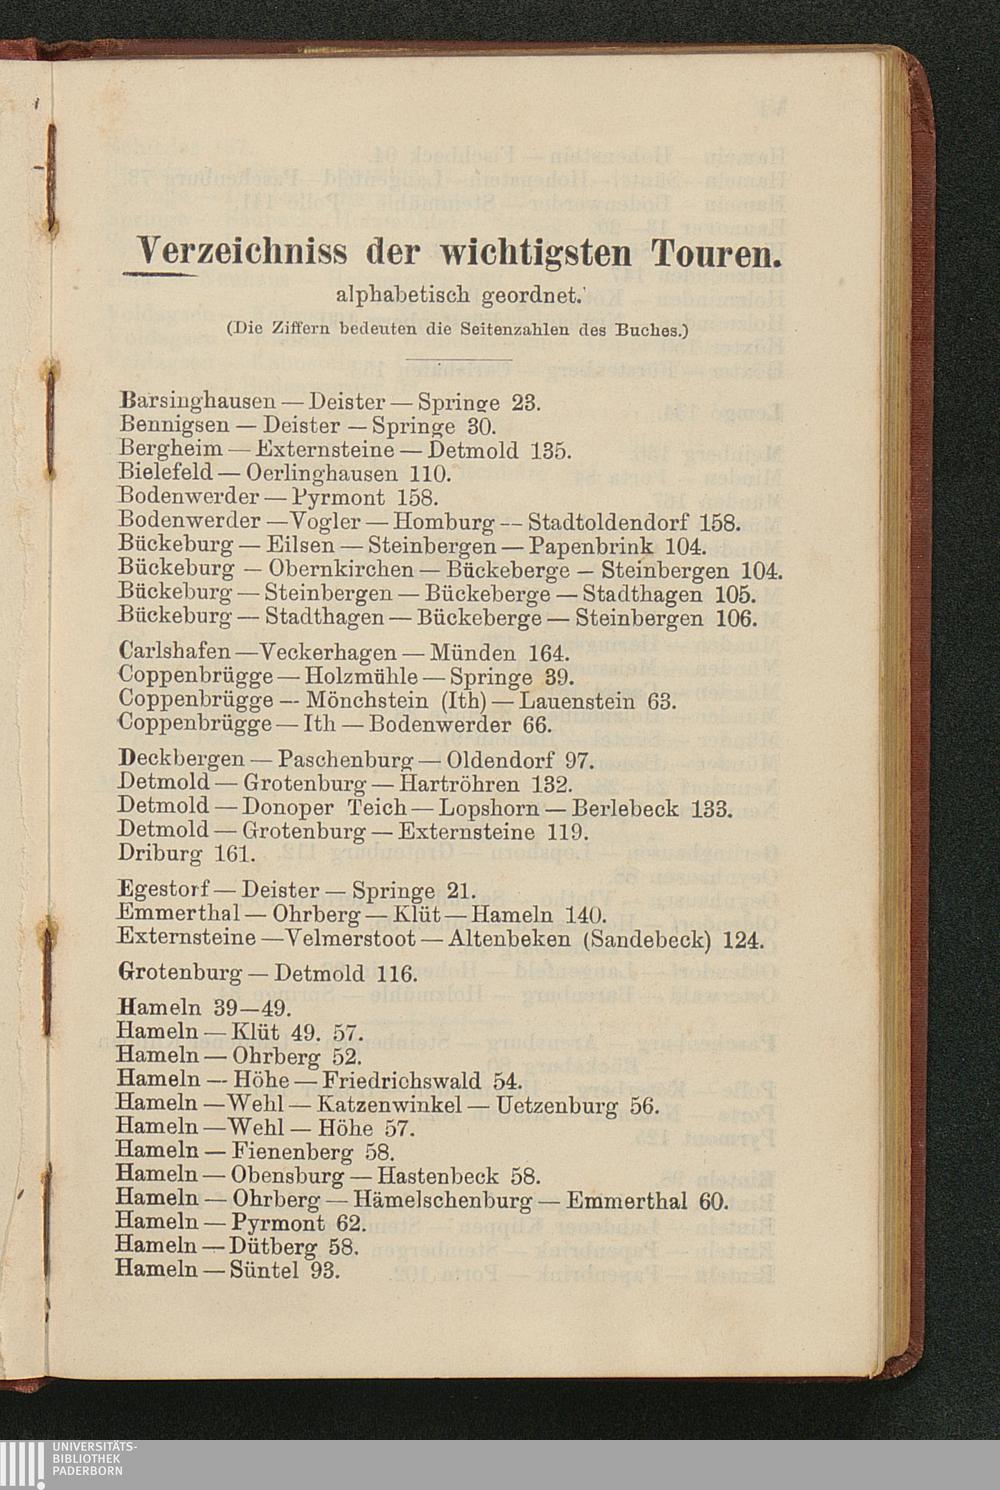 Verzeichniss der wichtigsten Touren.
alphabetisch geordnet.
(Die Ziffern bedeuten die Seitenzahlen des Buches.)
Barsinghausen — Deister — Springe 23.
Bennigsen — Deister — Springe 30.
Bergheim — Externsteine — Detmold 135.
Bielefeld — Oerlinghausen 110.
Bodenwerder — Pyrmont 158.
Bodenwerder — Vogler — Homburg — Stadtoldendorf 158.
Bückeburg — Eilsen — Steinbergen — Papenbrink 104.
Bückeburg — Obernkirchen — Bückeberge — Steinbergen 104.
Bückeburg — Steinbergen — Bückeberge — Stadthagen 105.
Bückeburg — Stadthagen — Bückeberge — Steinbergen 106.
Carlshafen — Veckerhagen — Münden 164.
Coppenbrügge — Holzmühle — Springe 39.
Coppenbrügge — Mönchstein (Ith) — Lauenstein 63.
Coppenbrügge — Ith — Bodenwerder 66.
Deckbergen — Paschenburg — Oldendorf 97.
Detmold — Grotenburg — Hartröhren 132.
Detmold — Donoper Teich — Lopshorn — Berlebeck 133.
Detmold — Grotenburg — Externsteine 119.
Driburg 161.
Egestorf — Deister — Springe 21.
Emmerthal — Ohrberg — Klüt — Hameln 140.
Externsteine — Velmerstoot — Altenbeken (Sandebeck) 124.
Grotenburg — Detmold 116.
Hameln 39—49.
Hameln — Klüt 49. 57.
Hameln — Ohrberg 52.
Hameln — Höhe — Friedrichswald 54.
Hameln — Wehl — Katzenwinkel — Uetzenburg 56.
Hameln — Wehl — Höhe 57.
Hameln — Fienenberg 58.
Hameln — Obensburg — Hastenbeck 58.
Hameln — Ohrberg — Hämelschenburg — Emmerthal 60.
Hameln — Pyrmont 62.
Hameln — Dütberg 58.
Hameln — Süntel 93.
UNIVERSITÄTS-
BIBLIOTHEK
PADERBORN